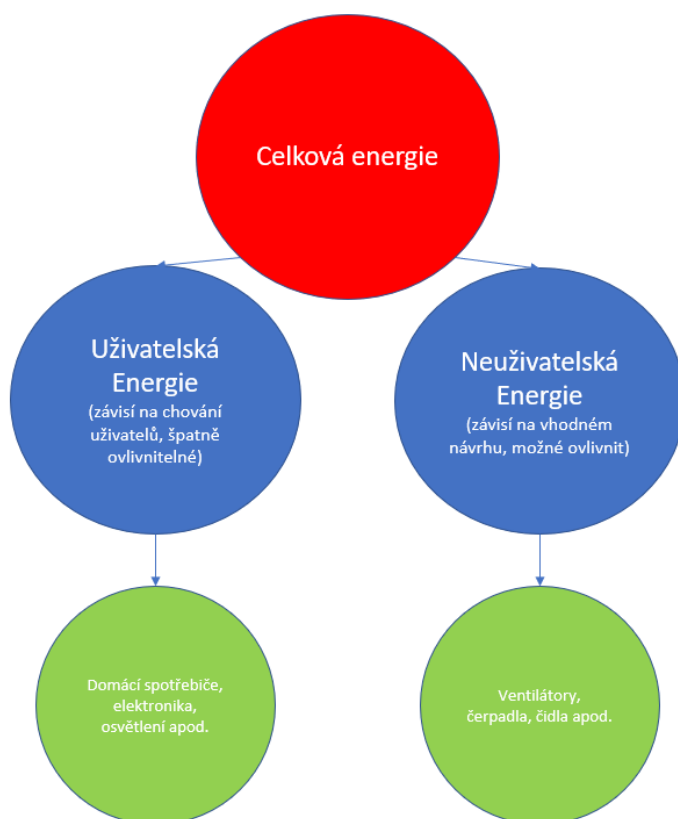 Celková energie
Uživatelská
Energie
(závisí na chování
uživatelů, špatně
ovlivnitelné)
Neuživatelská
Energie
(závisí na vhodném
návrhu, možné ovlivnit)
Domácí spotřebiče,
elektronika,
osvětlení apod.
Ventilátory,
čerpadla, čidla apod.